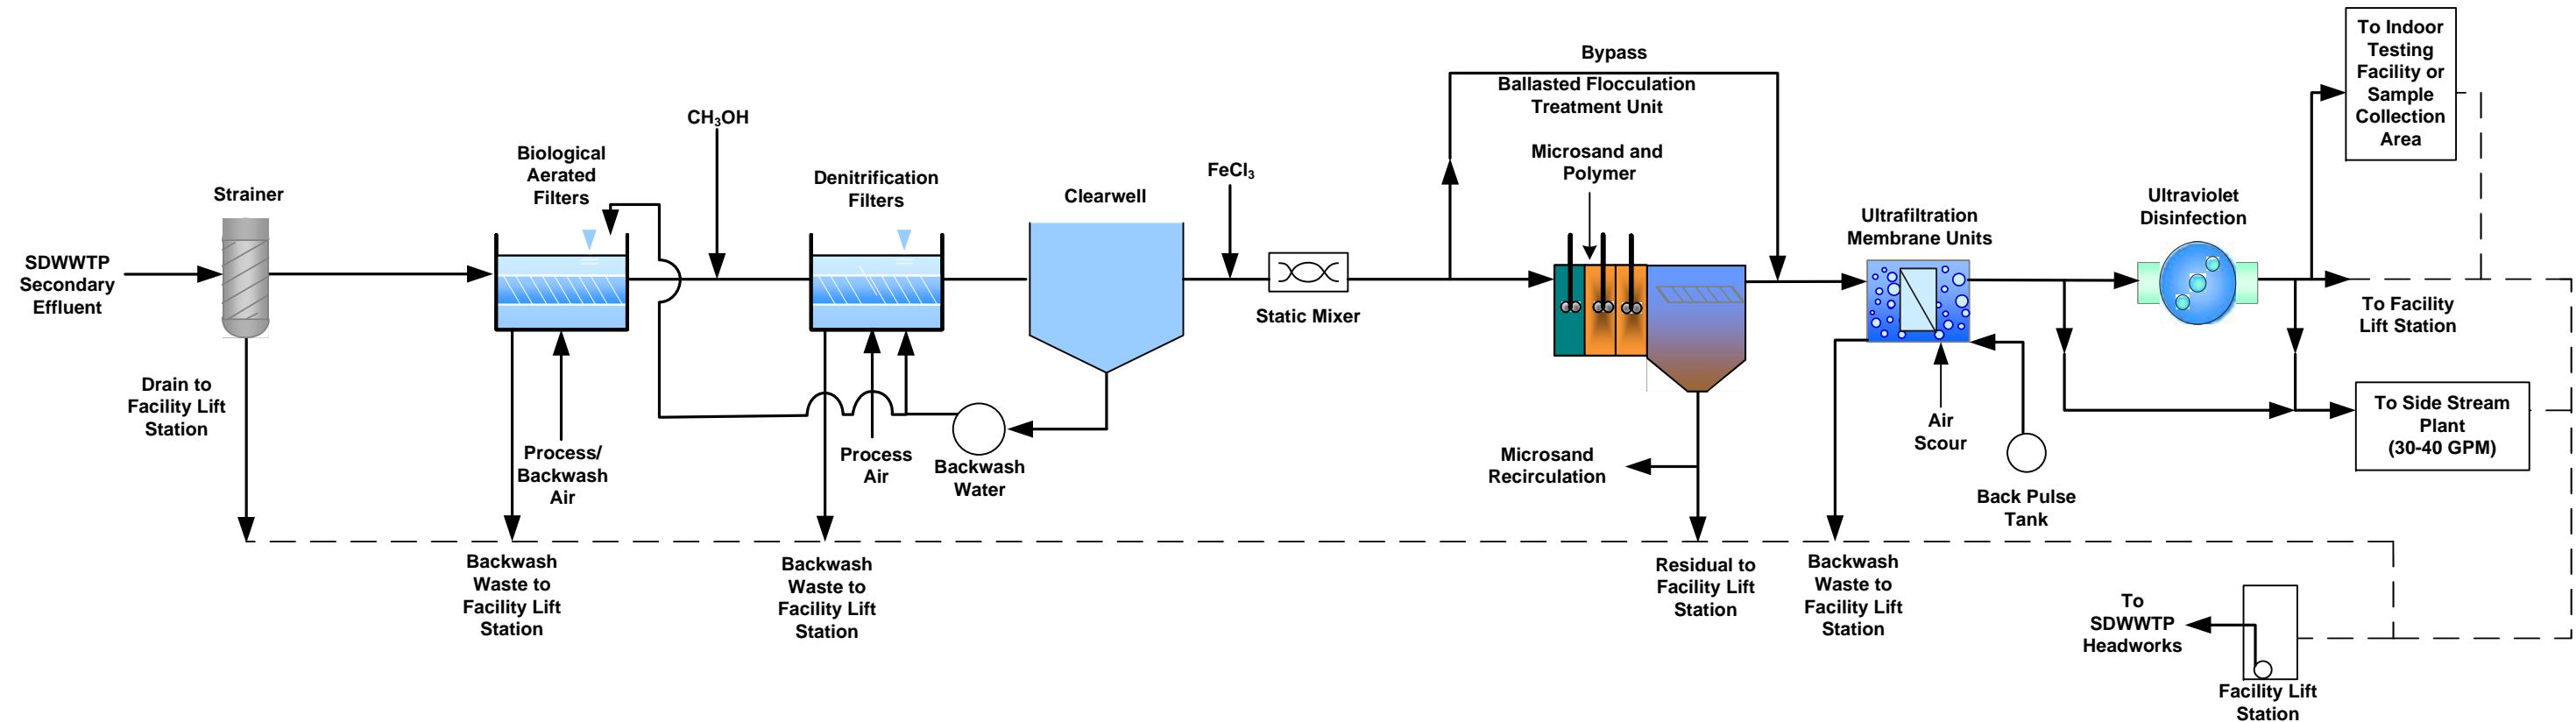 SDWWTP
Secondary
Effluent
Strainer
Drain to
Facility Lift
Station
Biological
Aerated
Filters
Process/
Backwash
Air
Backwash
Waste to
Facility Lift
Station
CH₃OH
Denitrification
Filters
Process
Air
Backwash
Waste to
Facility Lift
Station
Backwash
Water
Clearwell
FeCl₃
Static Mixer
Bypass
Ballasted Flocculation
Treatment Unit
Microsand and
Polymer
Microsand
Recirculation
Residual to
Facility Lift
Station
Ultrafiltration
Membrane Units
Air
Scour
Back Pulse
Tank
Backwash
Waste to
Facility Lift
Station
Ultraviolet
Disinfection
To Indoor
Testing
Facility or
Sample
Collection
Area
To Facility
Lift Station
To Side Stream
Plant
(30-40 GPM)
To
SDWWTP
Headworks
Facility Lift
Station